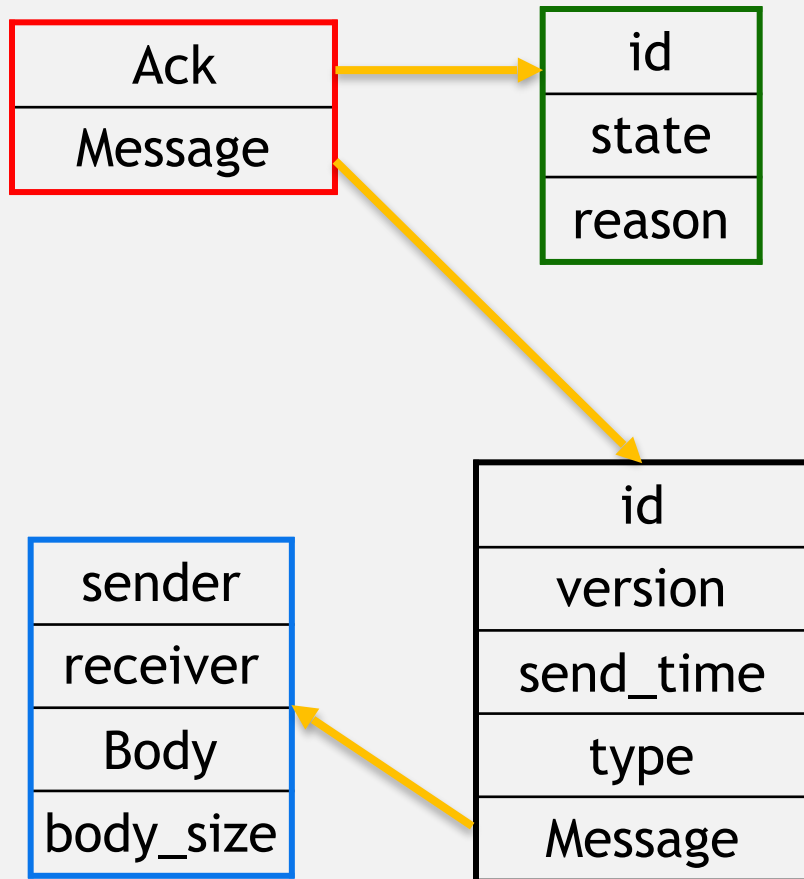 Ack
Message
id
state
reason
id
version
send_time
type
Message
sender
receiver
Body
body_size